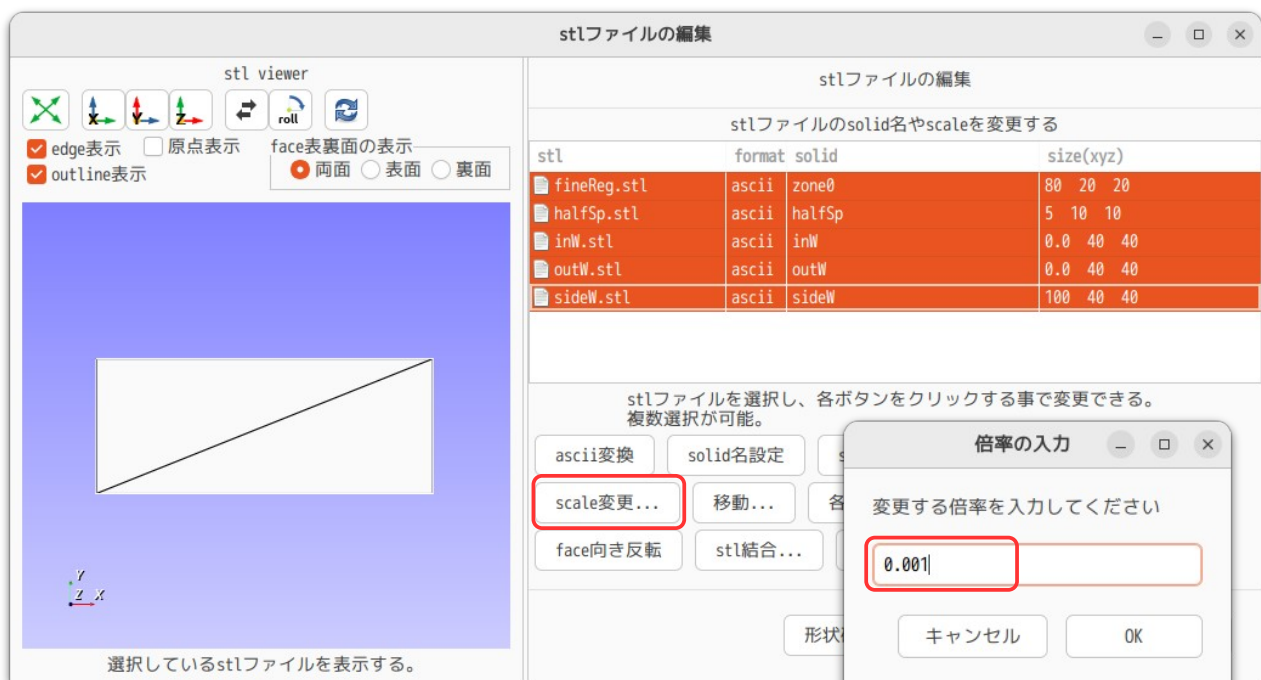 stlファイルの編集
stl viewer
X Y Z roll
edge表示 原点表示 face表裏面の表示
outline表示 両面 表面 裏面
Y
Z X
選択しているstlファイルを表示する。
stlファイルの編集
stlファイルのsolid名やscaleを変更する
stl format solid size(xyz)
fineReg.stl ascii zone0 80 20 20
halfSp.stl ascii halfSp 5 10 10
inW.stl ascii inW 0.0 40 40
outW.stl ascii outW 0.0 40 40
sideW.stl ascii sideW 100 40 40
stlファイルを選択し、各ボタンをクリックする事で変更できる。
複数選択が可能。
ascii変換 solid名設定
scale変更... 移動... 各
face向き反転 stl結合...
形状
倍率の入力
変更する倍率を入力してください
0.001
キャンセル OK